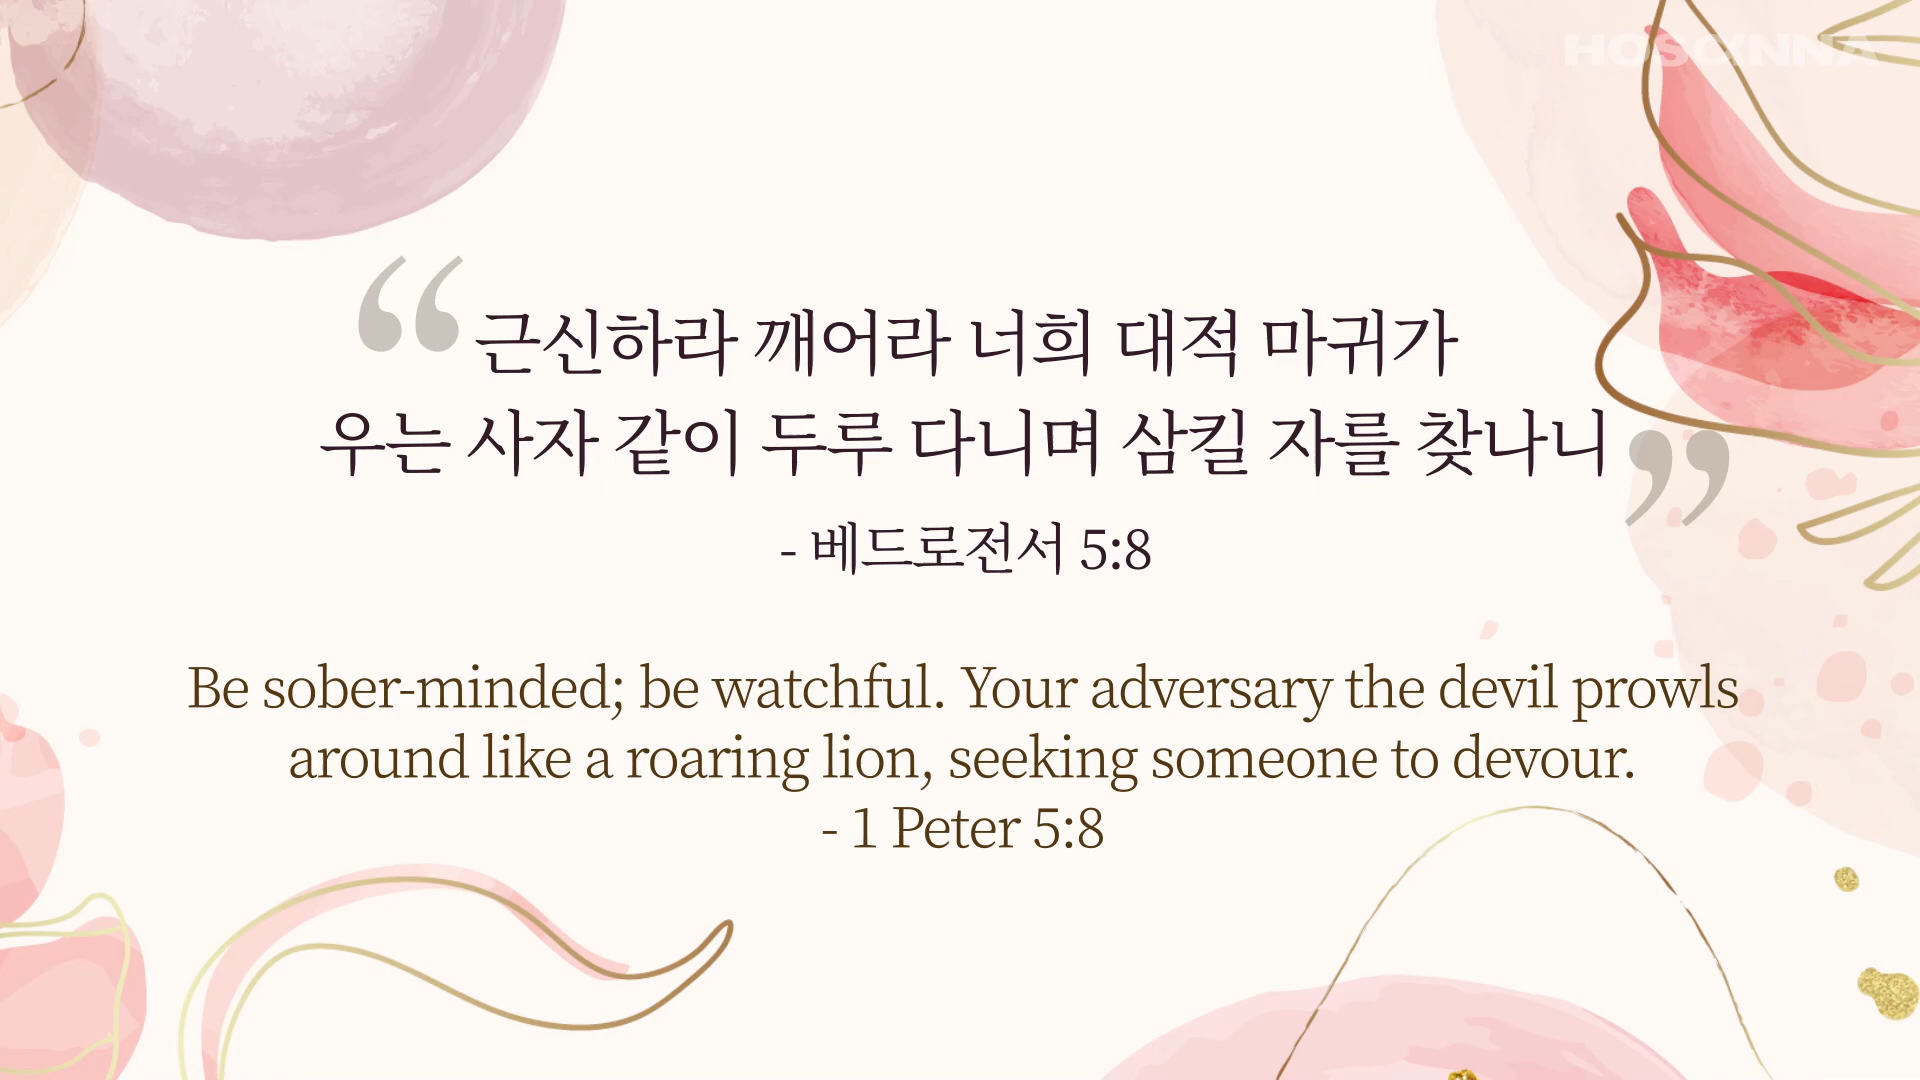 HOSANNA
“근신하라 깨어라 너희 대적 마귀가
우는 사자 같이 두루 다니며 삼킬 자를 찾나니”
- 베드로전서 5:8
Be sober-minded; be watchful. Your adversary the devil prowls
around like a roaring lion, seeking someone to devour.
- 1 Peter 5:8